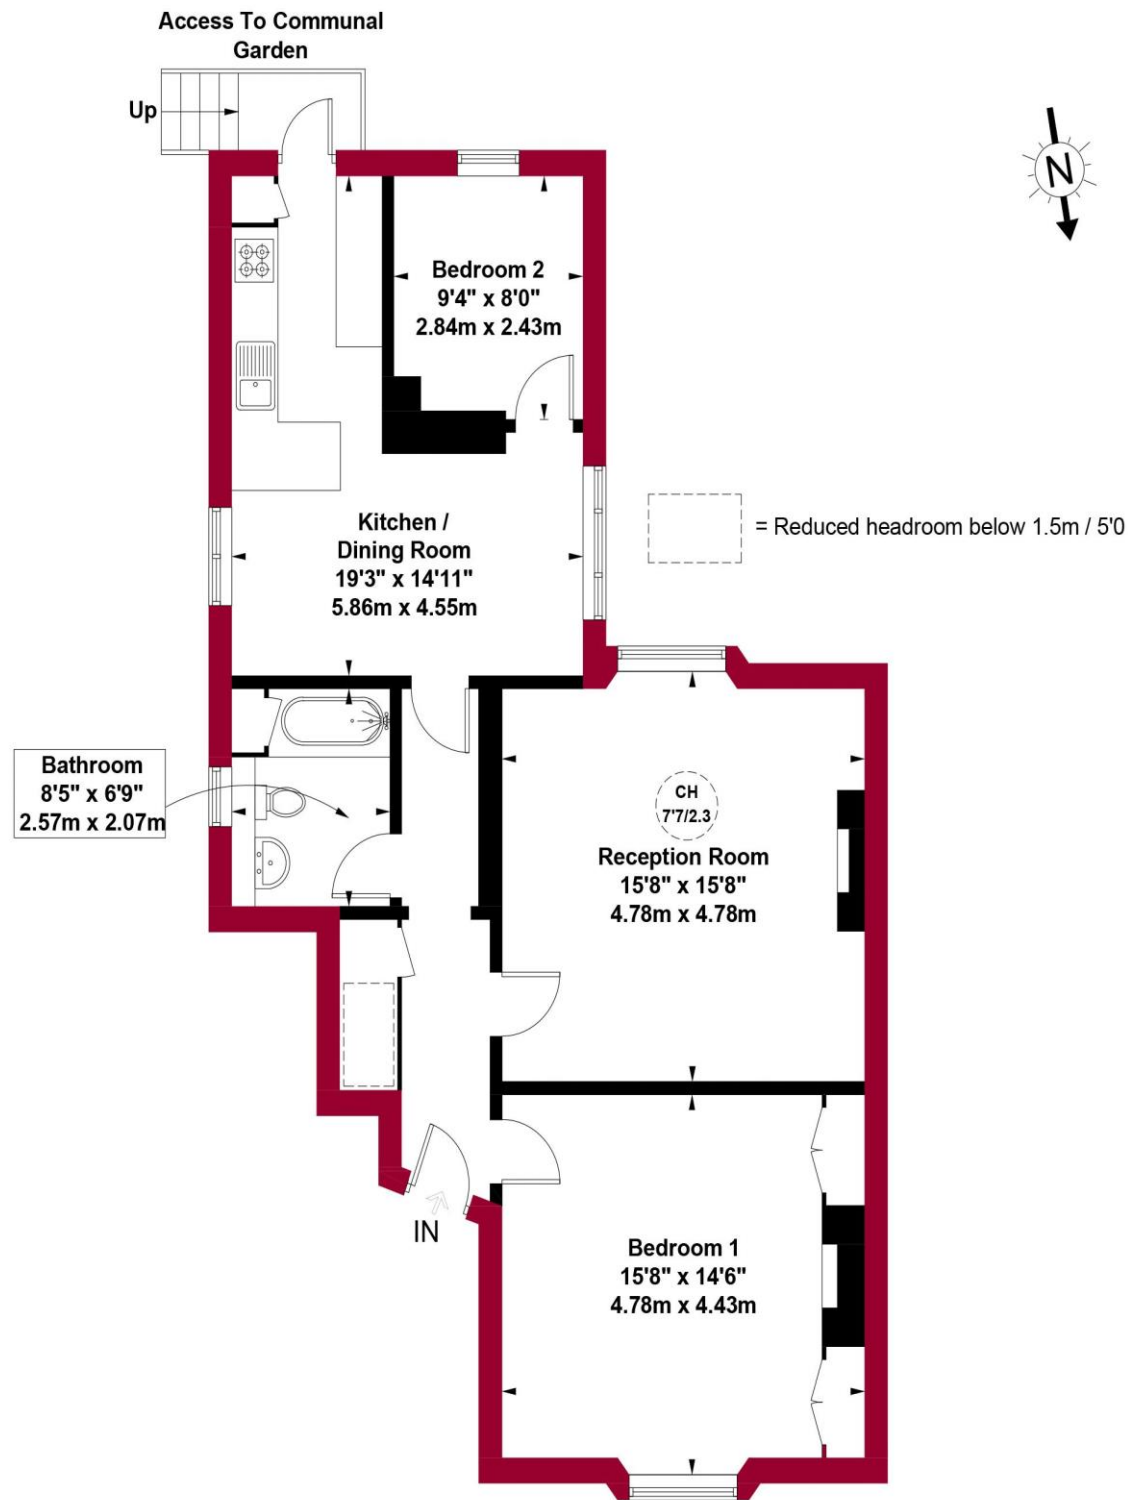 Access To Communal
Garden
Up
N
Bedroom 2
9'4" x 8'0"
2.84m x 2.43m
= Reduced headroom below 1.5m / 5'0
Kitchen /
Dining Room
19'3" x 14'11"
5.86m x 4.55m
Bathroom
8'5" x 6'9"
2.57m x 2.07m
CH
7'7/2.3
Reception Room
15'8" x 15'8"
4.78m x 4.78m
IN
Bedroom 1
15'8" x 14'6"
4.78m x 4.43m